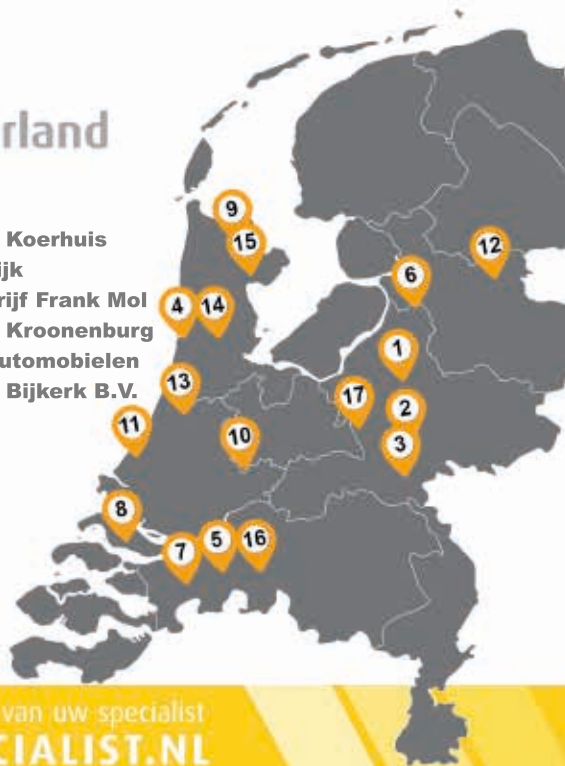 rland
Koerhuis
ijk
rijf Frank Mol
Kroonenburg
utomobielen
Bijkerk B.V.
9
15
12
6
4
14
1
13
17
2
11
10
3
8
7
5
16
van uw specialist
CIALIST.NL